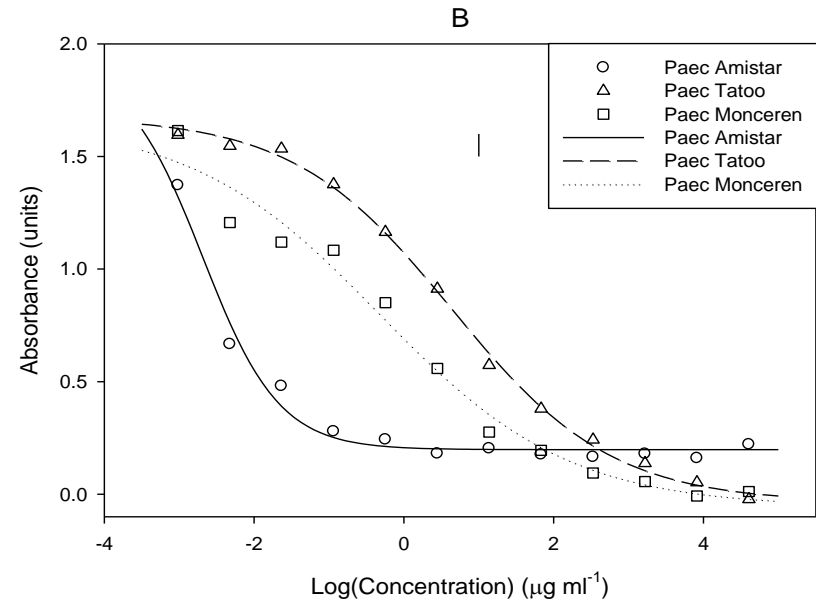 B
2.0
1.5
1.0
0.5
0.0
Absorbance (units)
Paec Amistar
Paec Tatoo
Paec Monceren
Paec Amistar
Paec Tatoo
Paec Monceren
-4 -2 0 2 4
Log(Concentration) (μg ml⁻¹)